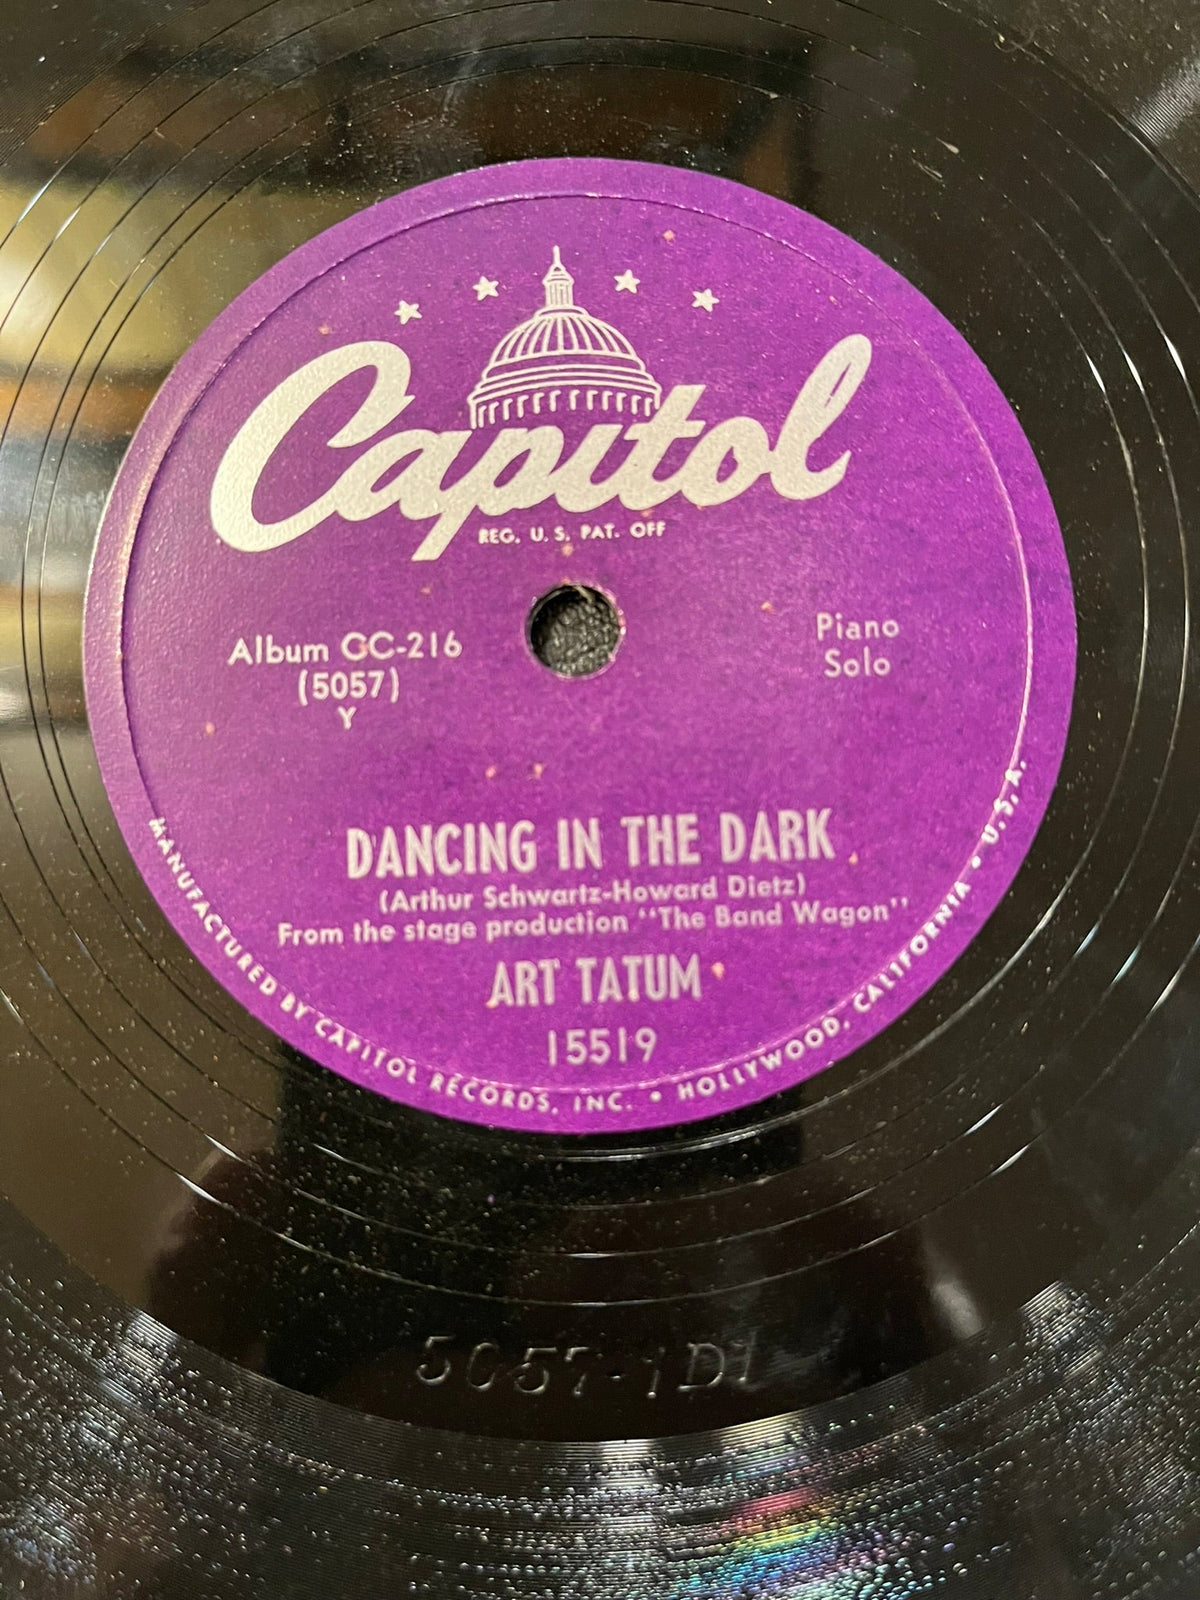 Capitol
REG. U. S. PAT. OFF
Album CC-216
(5057)
Y
Piano
Solo
DANCING IN THE DARK
(Arthur Schwartz-Howard Dietz)
From the stage production "The Band Wagon"
ART TATUM
15519
MANUFACTURED BY CAPITOL RECORDS, INC. • HOLLYWOOD, CALIFORNIA • U.S.A.
5057-1D1